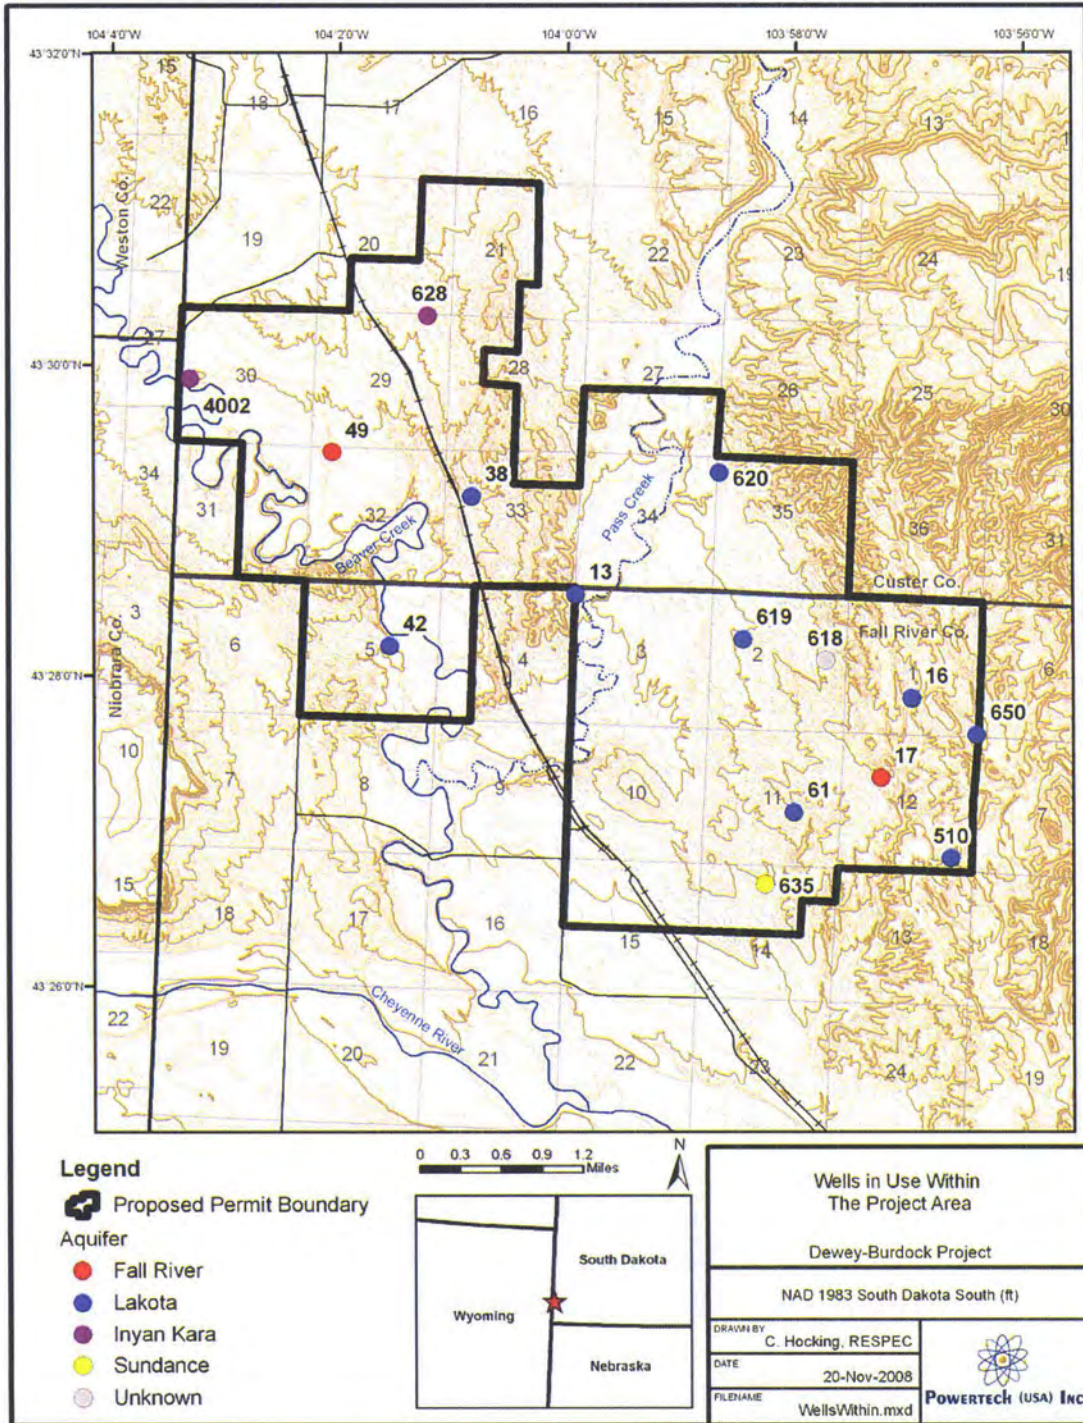 104°4'0"W
104°2'0"W
104°0'0"W
103°58'0"W
103°56'0"W
43°32'0"N
43°30'0"N
43°28'0"N
43°26'0"N
15
18
17
16
15
14
13
Weston Co.
22
19
20
21
22
23
24
19
628
27
30
29
28
27
26
25
30
4002
49
38
620
34
31
32
33
34
35
36
31
Beaver Creek
Pass Creek
13
Custer Co.
Fall River Co.
Niobrara Co.
3
6
42
5
4
3
619
2
618
1
16
6
650
10
7
8
9
10
11
61
17
12
7
510
15
18
17
16
15
635
14
13
18
Cheyenne River
22
19
20
21
22
23
24
19
Legend
Proposed Permit Boundary
Aquifer
Fall River
Lakota
Inyan Kara
Sundance
Unknown
0 0.3 0.6 0.9 1.2
Miles
N
South Dakota
Wyoming
Nebraska
Wells in Use Within
The Project Area
Dewey-Burdock Project
NAD 1983 South Dakota South (ft)
DRAWN BY
C. Hocking, RESPEC
DATE
20-Nov-2008
FILENAME
WellsWithin.mxd
POWERTECH (USA) INC